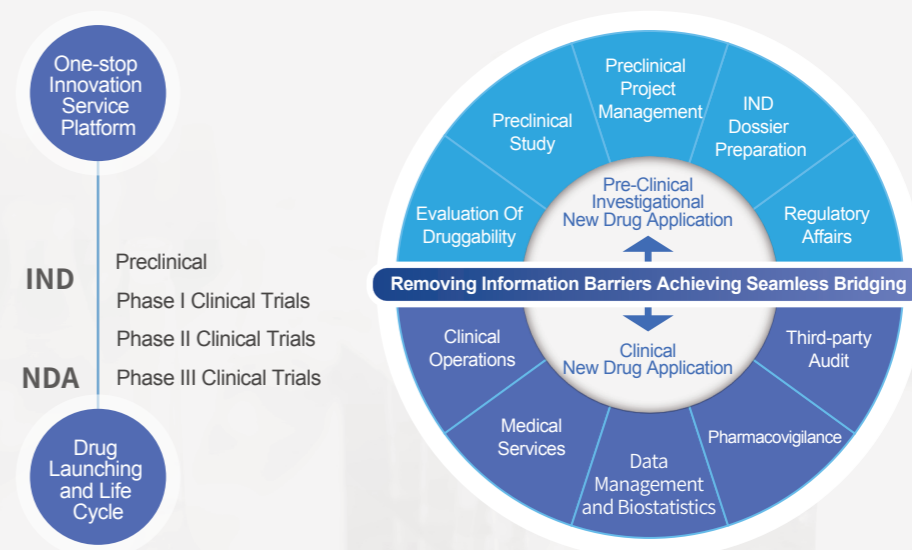 One-stop
Innovation
Service
Platform
IND
Preclinical
Phase I Clinical Trials
Phase II Clinical Trials
NDA
Phase III Clinical Trials
Drug
Launching
and Life
Cycle
Preclinical
Project
Management
Preclinical
Study
IND
Dossier
Preparation
Evaluation Of
Druggability
Regulatory
Affairs
Pre-Clinical
Investigational
New Drug Application
Removing Information Barriers Achieving Seamless Bridging
Clinical
New Drug Application
Clinical
Operations
Third-party
Audit
Medical
Services
Pharmacovigilance
Data
Management
and Biostatistics